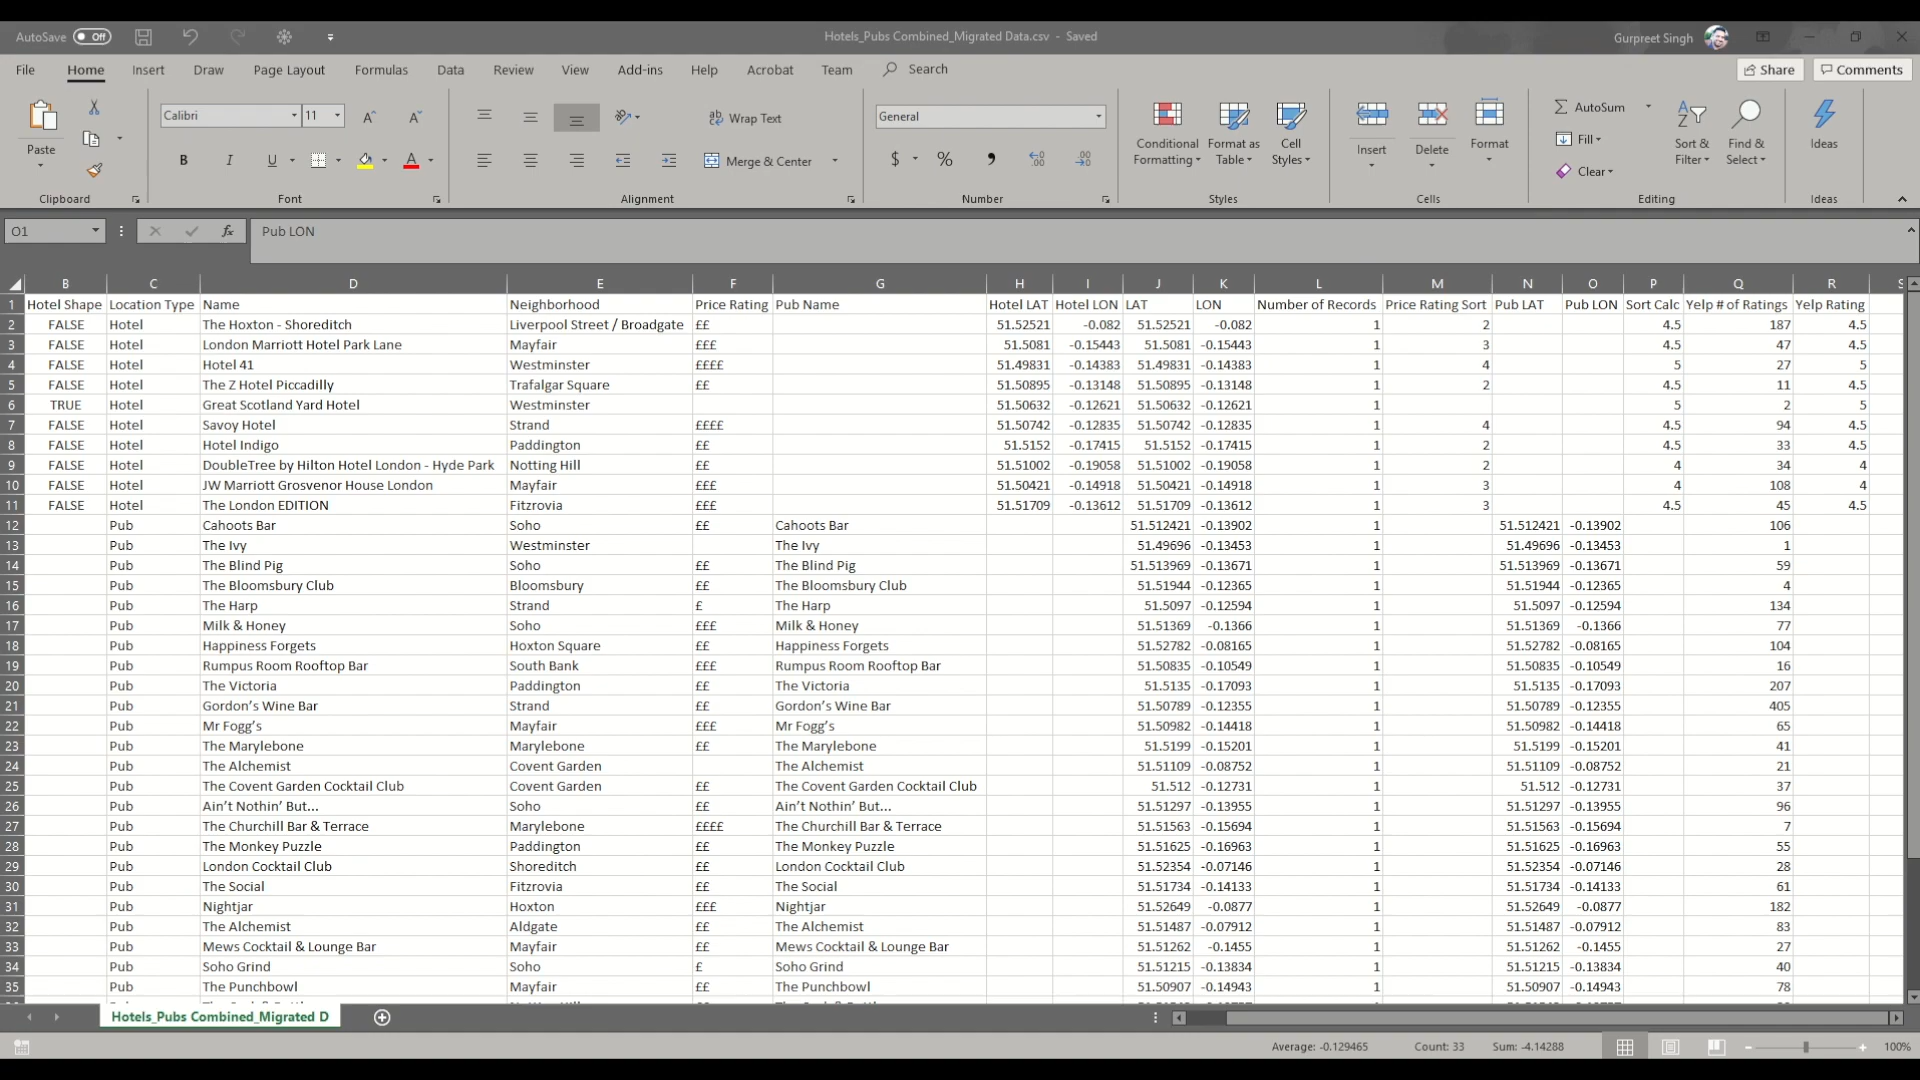 AutoSave Off Hotels_Pubs Combined_Migrated Data.csv - Saved Gurpreet Singh
File Home Insert Draw Page Layout Formulas Data Review View Add-ins Help Acrobat Team Search Share Comments
Calibri 11 Wrap Text General AutoSum
Paste Conditional Formatting Format as Table Cell Styles Insert Delete Format Fill Sort & Filter Find & Select Ideas
B I U A Merge & Center $ % Clear
Clipboard Font Alignment Number Styles Cells Editing Ideas
O1 fx Pub LON
B C D E F G H I J K L M N O P Q R S
1 Hotel Shape Location Type Name Neighborhood Price Rating Pub Name Hotel LAT Hotel LON LAT LON Number of Records Price Rating Sort Pub LAT Pub LON Sort Calc Yelp # of Ratings Yelp Rating
2 FALSE Hotel The Hoxton - Shoreditch Liverpool Street / Broadgate ££ 51.52521 -0.082 51.52521 -0.082 1 2 4.5 187 4.5
3 FALSE Hotel London Marriott Hotel Park Lane Mayfair £££ 51.5081 -0.15443 51.5081 -0.15443 1 3 4.5 47 4.5
4 FALSE Hotel Hotel 41 Westminster ££££ 51.49831 -0.14383 51.49831 -0.14383 1 4 5 27 5
5 FALSE Hotel The Z Hotel Piccadilly Trafalgar Square ££ 51.50895 -0.13148 51.50895 -0.13148 1 2 4.5 11 4.5
6 TRUE Hotel Great Scotland Yard Hotel Westminster 51.50632 -0.12621 51.50632 -0.12621 1 5 2 5
7 FALSE Hotel Savoy Hotel Strand ££££ 51.50742 -0.12835 51.50742 -0.12835 1 4 4.5 94 4.5
8 FALSE Hotel Hotel Indigo Paddington ££ 51.5152 -0.17415 51.5152 -0.17415 1 2 4.5 33 4.5
9 FALSE Hotel DoubleTree by Hilton Hotel London - Hyde Park Notting Hill ££ 51.51002 -0.19058 51.51002 -0.19058 1 2 4 34 4
10 FALSE Hotel JW Marriott Grosvenor House London Mayfair £££ 51.50421 -0.14918 51.50421 -0.14918 1 3 4 108 4
11 FALSE Hotel The London EDITION Fitzrovia £££ 51.51709 -0.13612 51.51709 -0.13612 1 3 4.5 45 4.5
12 Pub Cahoots Bar Soho ££ Cahoots Bar 51.512421 -0.13902 1 51.512421 -0.13902 106
13 Pub The Ivy Westminster The Ivy 51.49696 -0.13453 1 51.49696 -0.13453 1
14 Pub The Blind Pig Soho ££ The Blind Pig 51.513969 -0.13671 1 51.513969 -0.13671 59
15 Pub The Bloomsbury Club Bloomsbury ££ The Bloomsbury Club 51.51944 -0.12365 1 51.51944 -0.12365 4
16 Pub The Harp Strand £ The Harp 51.5097 -0.12594 1 51.5097 -0.12594 134
17 Pub Milk & Honey Soho £££ Milk & Honey 51.51369 -0.1366 1 51.51369 -0.1366 77
18 Pub Happiness Forgets Hoxton Square ££ Happiness Forgets 51.52782 -0.08165 1 51.52782 -0.08165 104
19 Pub Rumpus Room Rooftop Bar South Bank £££ Rumpus Room Rooftop Bar 51.50835 -0.10549 1 51.50835 -0.10549 16
20 Pub The Victoria Paddington ££ The Victoria 51.5135 -0.17093 1 51.5135 -0.17093 207
21 Pub Gordon’s Wine Bar Strand ££ Gordon’s Wine Bar 51.50789 -0.12355 1 51.50789 -0.12355 405
22 Pub Mr Fogg’s Mayfair £££ Mr Fogg’s 51.50982 -0.14418 1 51.50982 -0.14418 65
23 Pub The Marylebone Marylebone ££ The Marylebone 51.5199 -0.15201 1 51.5199 -0.15201 41
24 Pub The Alchemist Covent Garden The Alchemist 51.51109 -0.08752 1 51.51109 -0.08752 21
25 Pub The Covent Garden Cocktail Club Covent Garden ££ The Covent Garden Cocktail Club 51.512 -0.12731 1 51.512 -0.12731 37
26 Pub Ain’t Nothin’ But... Soho ££ Ain’t Nothin’ But... 51.51297 -0.13955 1 51.51297 -0.13955 96
27 Pub The Churchill Bar & Terrace Marylebone ££££ The Churchill Bar & Terrace 51.51563 -0.15694 1 51.51563 -0.15694 7
28 Pub The Monkey Puzzle Paddington ££ The Monkey Puzzle 51.51625 -0.16963 1 51.51625 -0.16963 55
29 Pub London Cocktail Club Shoreditch ££ London Cocktail Club 51.52354 -0.07146 1 51.52354 -0.07146 28
30 Pub The Social Fitzrovia ££ The Social 51.51734 -0.14133 1 51.51734 -0.14133 61
31 Pub Nightjar Hoxton £££ Nightjar 51.52649 -0.0877 1 51.52649 -0.0877 182
32 Pub The Alchemist Aldgate ££ The Alchemist 51.51487 -0.07912 1 51.51487 -0.07912 83
33 Pub Mews Cocktail & Lounge Bar Mayfair ££ Mews Cocktail & Lounge Bar 51.51262 -0.1455 1 51.51262 -0.1455 27
34 Pub Soho Grind Soho £ Soho Grind 51.51215 -0.13834 1 51.51215 -0.13834 40
35 Pub The Punchbowl Mayfair ££ The Punchbowl 51.50907 -0.14943 1 51.50907 -0.14943 78
Hotels_Pubs Combined_Migrated D
Average: -0.129465 Count: 33 Sum: -4.14288 100%